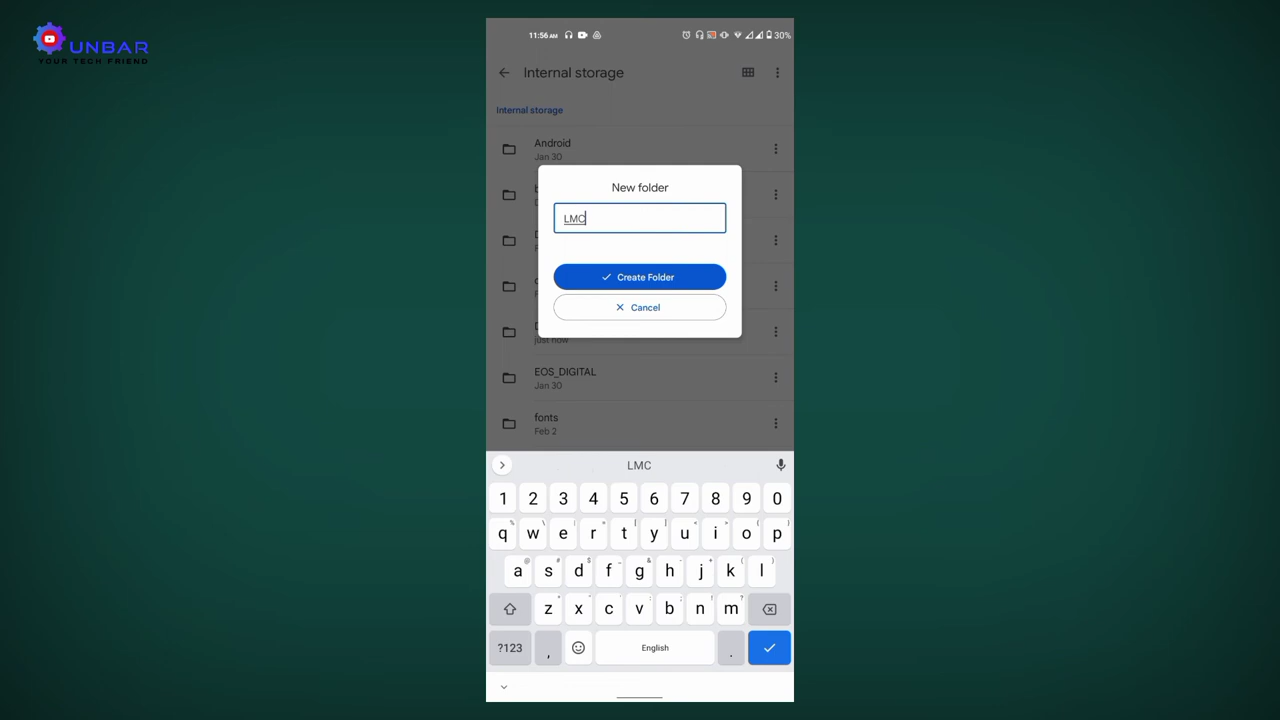 UNBAR
YOUR TECH FRIEND
11:56 AM
30%
Internal storage
Internal storage
Android
Jan 30
New folder
LMC
Create Folder
Cancel
just now
EOS_DIGITAL
Jan 30
fonts
Feb 2
LMC
1 2 3 4 5 6 7 8 9 0
q w e r t y u i o p
a s d f g h j k l
z x c v b n m
?123 , English .